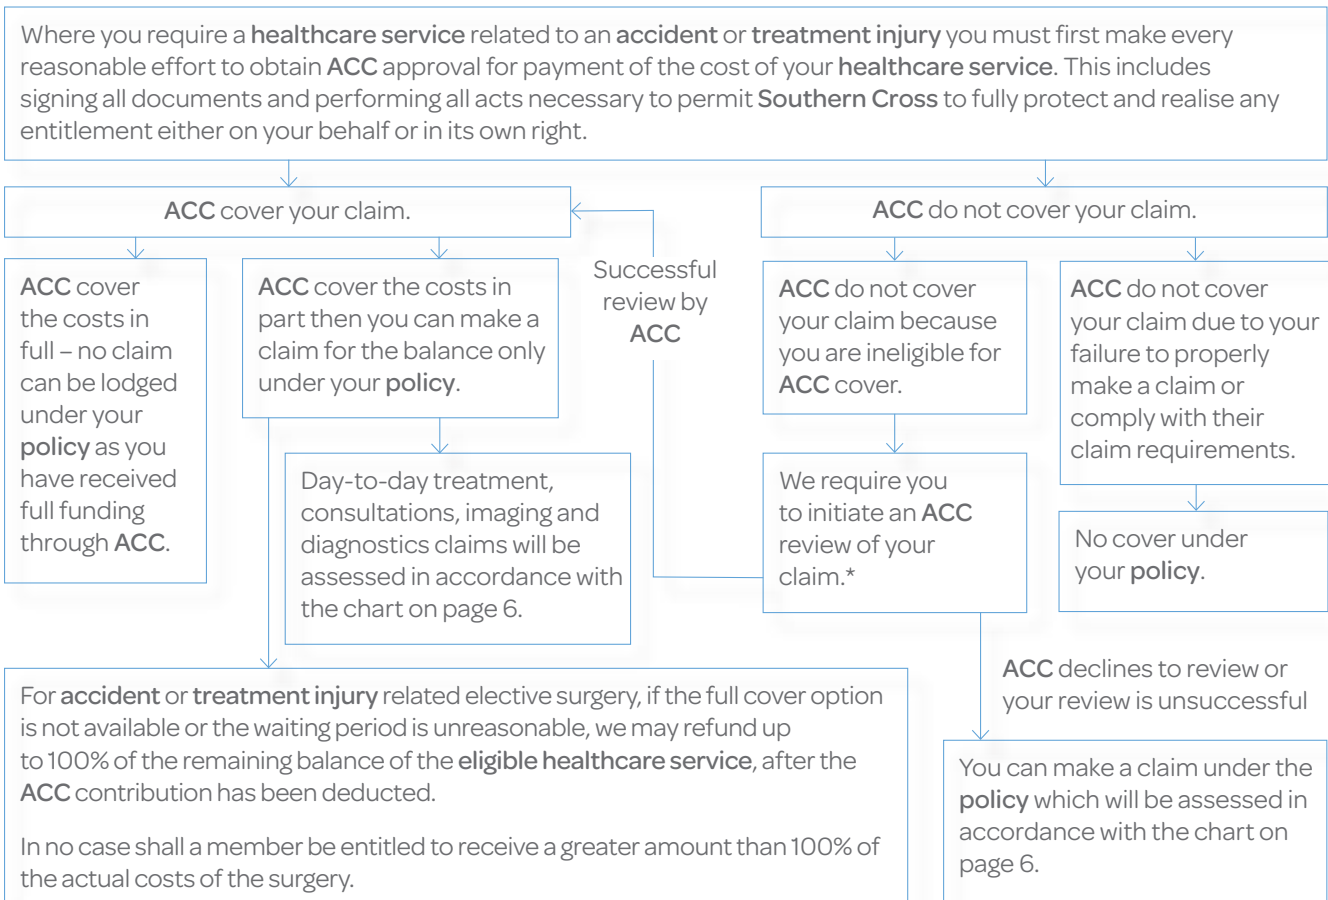 Where you require a healthcare service related to an accident or treatment injury you must first make every
reasonable effort to obtain ACC approval for payment of the cost of your healthcare service. This includes
signing all documents and performing all acts necessary to permit Southern Cross to fully protect and realise any
entitlement either on your behalf or in its own right.
ACC cover your claim.
ACC do not cover your claim.
ACC cover
the costs in
full – no claim
can be lodged
under your
policy as you
have received
full funding
through ACC.
ACC cover the costs in
part then you can make a
claim for the balance only
under your policy.
Successful
review by
ACC
ACC do not cover
your claim because
you are ineligible for
ACC cover.
ACC do not cover
your claim due to your
failure to properly
make a claim or
comply with their
claim requirements.
Day-to-day treatment,
consultations, imaging and
diagnostics claims will be
assessed in accordance with
the chart on page 6.
We require you
to initiate an ACC
review of your
claim.*
No cover under
your policy.
For accident or treatment injury related elective surgery, if the full cover option
is not available or the waiting period is unreasonable, we may refund up
to 100% of the remaining balance of the eligible healthcare service, after the
ACC contribution has been deducted.
In no case shall a member be entitled to receive a greater amount than 100% of
the actual costs of the surgery.
ACC declines to review or
your review is unsuccessful
You can make a claim under the
policy which will be assessed in
accordance with the chart on
page 6.